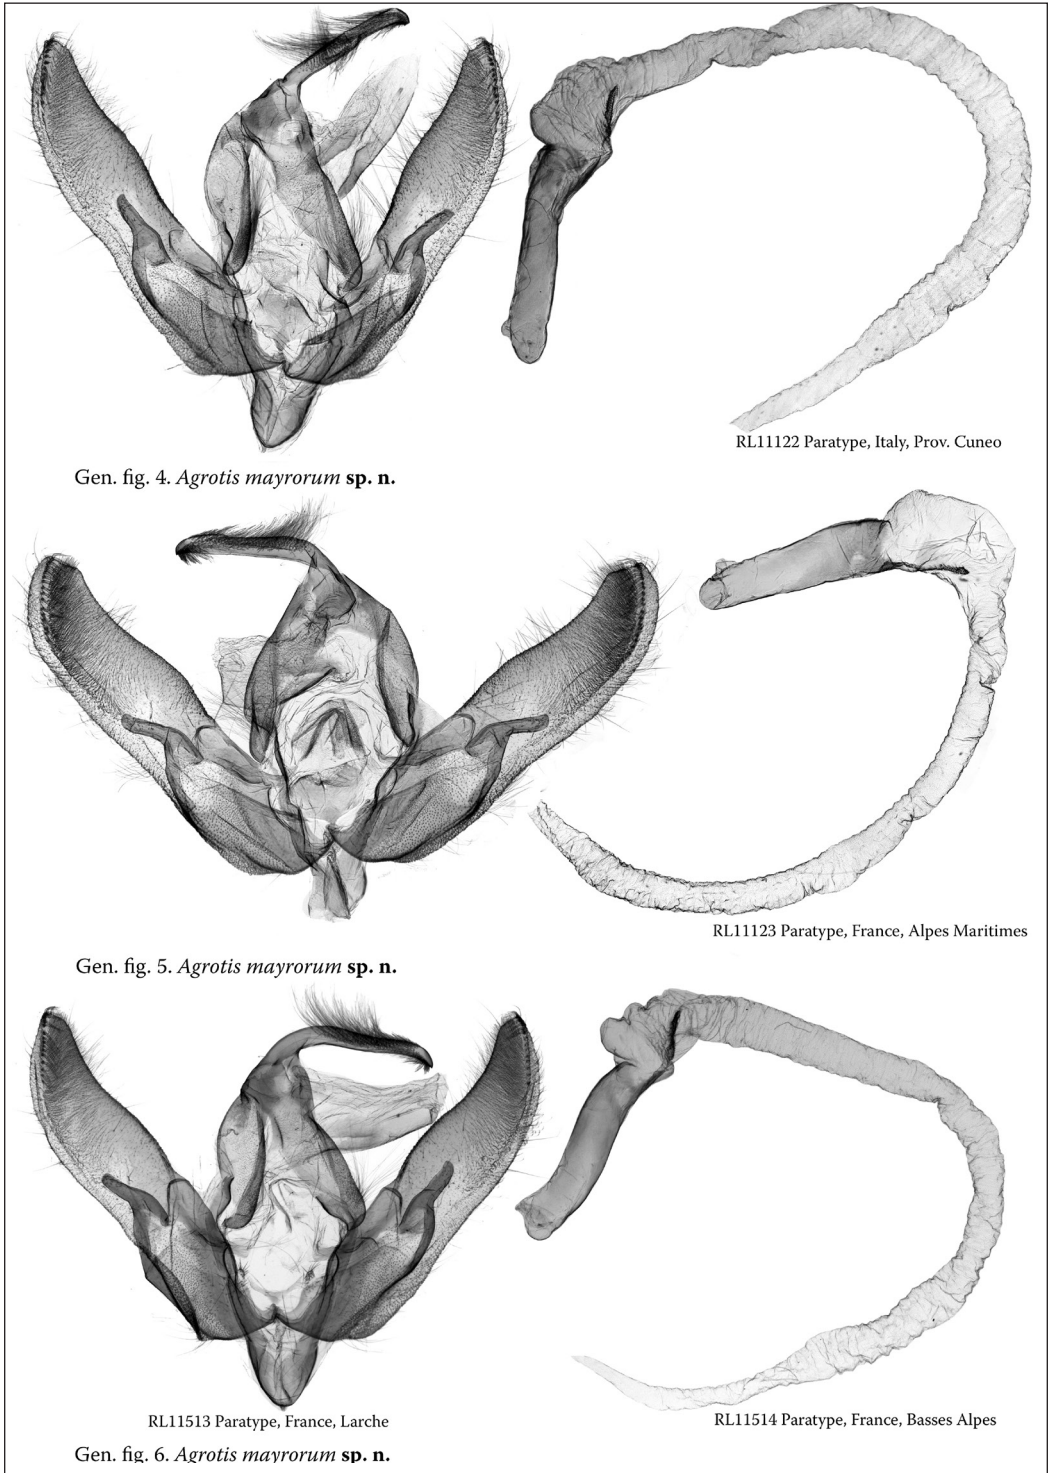 RL11122 Paratype, Italy, Prov. Cuneo
Gen. fig. 4. Agrotis mayrorum sp. n.
RL11123 Paratype, France, Alpes Maritimes
Gen. fig. 5. Agrotis mayrorum sp. n.
RL11513 Paratype, France, Larche
RL11514 Paratype, France, Basses Alpes
Gen. fig. 6. Agrotis mayrorum sp. n.